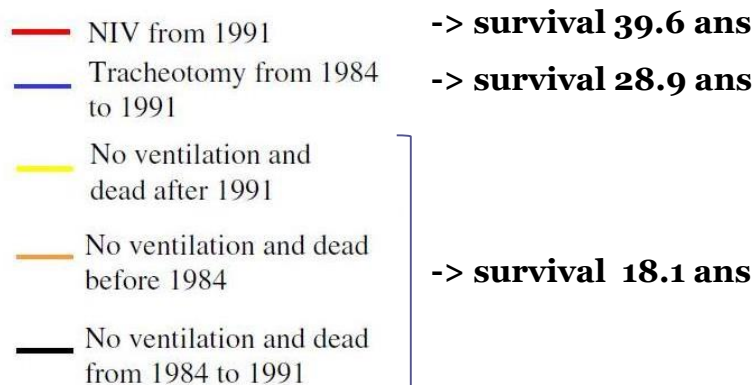 NIV from 1991
-> survival 39.6 ans
Tracheotomy from 1984
to 1991
-> survival 28.9 ans
No ventilation and
dead after 1991
No ventilation and dead
before 1984
-> survival 18.1 ans
No ventilation and dead
from 1984 to 1991